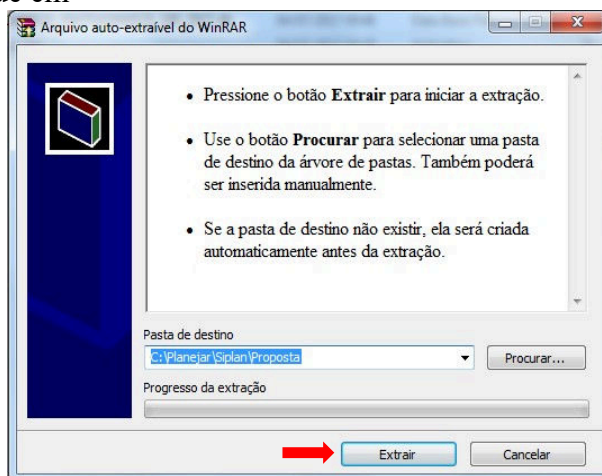 Arquivo auto-extraível do WinRAR
• Pressione o botão Extrair para iniciar a extração.
• Use o botão Procurar para selecionar uma pasta
de destino da árvore de pastas. Também poderá
ser inserida manualmente.
• Se a pasta de destino não existir, ela será criada
automaticamente antes da extração.
Pasta de destino
C:\Planejar\Siplan\Proposta
Procurar...
Progresso da extração
Extrair
Cancelar